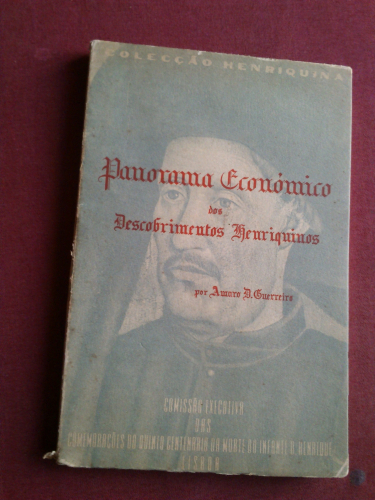 COLECÇÃO HENRIQUINA
Panorama Económico
dos
Descobrimentos Henriquinos
por Amaro D. Guerreiro
COMISSÃO EXECUTIVA
DAS
COMEMORAÇÕES DO QUINTO CENTENÁRIO DA MORTE DO INFANTE D. HENRIQUE
LISBOA